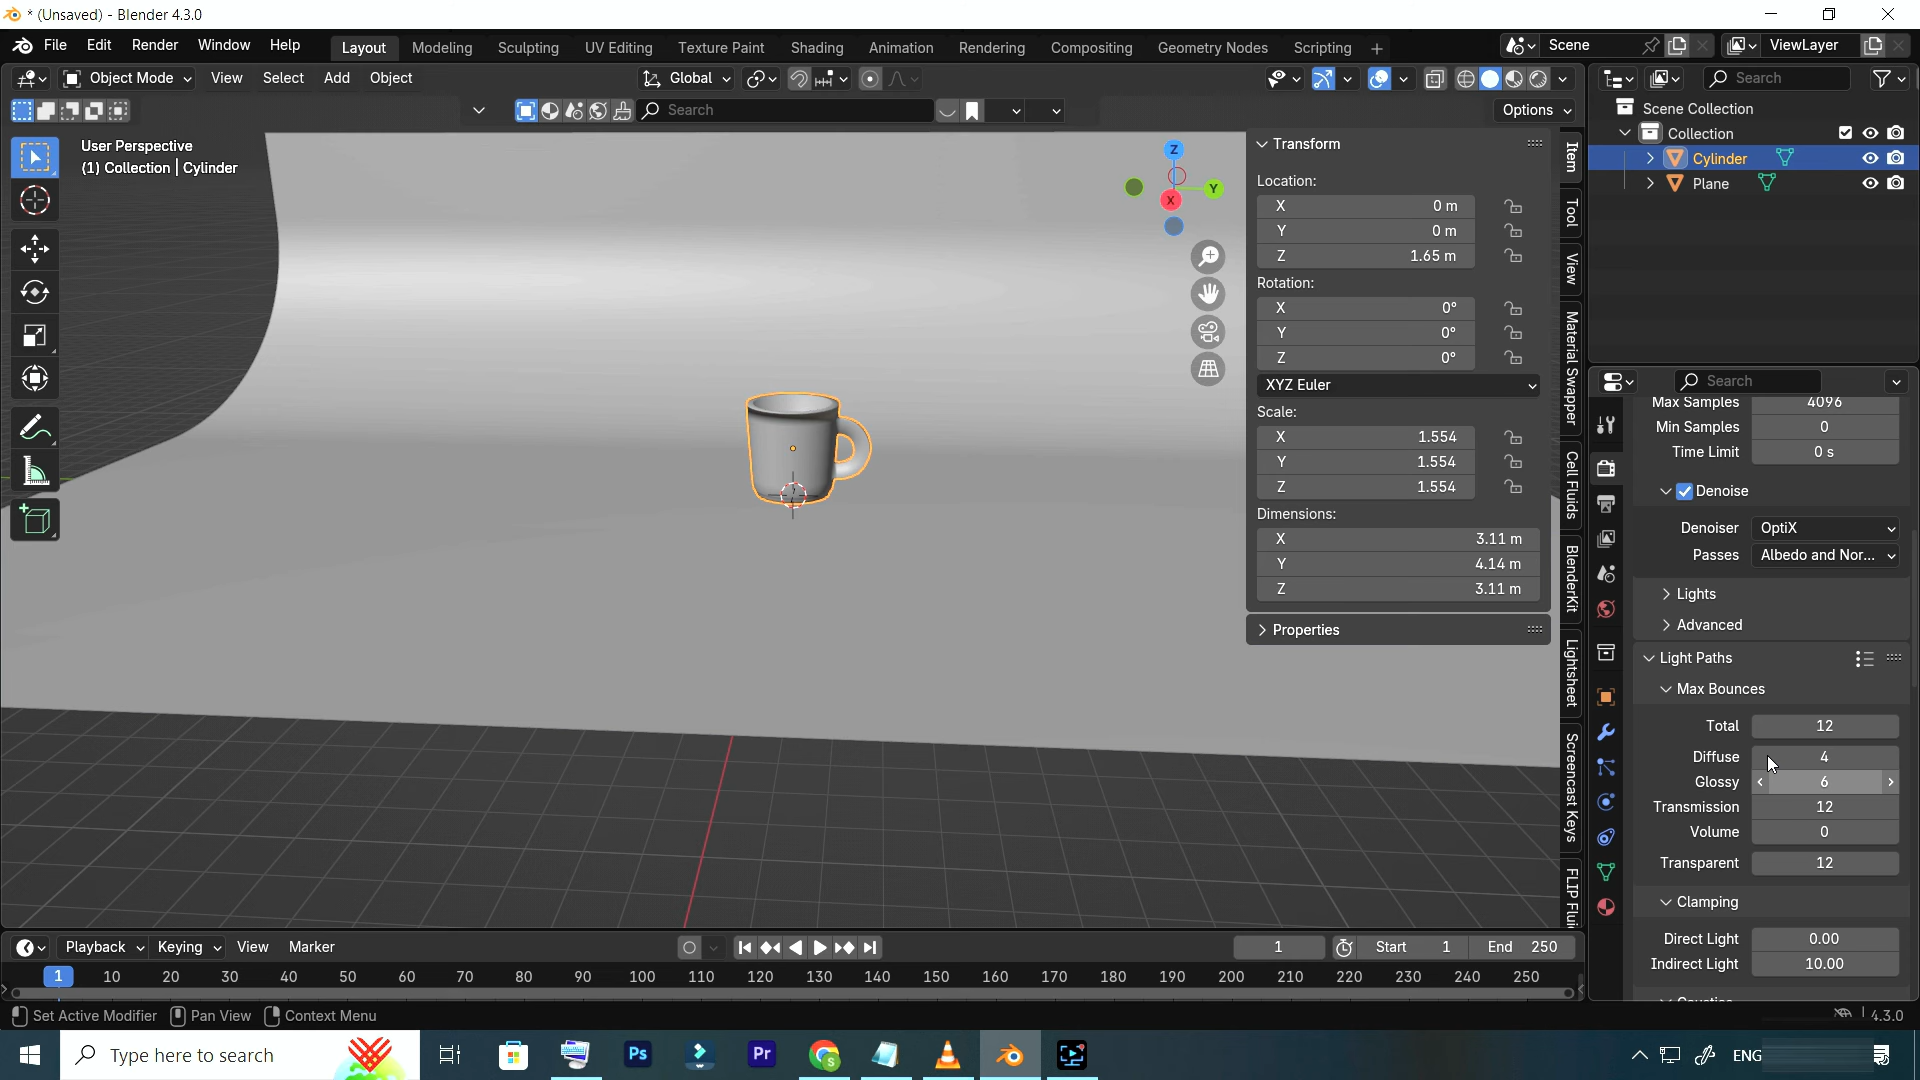 * (Unsaved) - Blender 4.3.0
File Edit Render Window Help Layout Modeling Sculpting UV Editing Texture Paint Shading Animation Rendering Compositing Geometry Nodes Scripting + Scene ViewLayer
Object Mode View Select Add Object Global Search
Search Options
User Perspective
(1) Collection | Cylinder
Z
Y
X
Transform
Location:
X 0 m
Y 0 m
Z 1.65 m
Rotation:
X 0°
Y 0°
Z 0°
XYZ Euler
Scale:
X 1.554
Y 1.554
Z 1.554
Dimensions:
X 3.11 m
Y 4.14 m
Z 3.11 m
Properties
Item
Tool
View
Material Swapper
Cell Fluids
BlenderKit
Lightsheet
Screencast Keys
FLIP Flui
Scene Collection
Collection
Cylinder
Plane
Search
Max Samples 4096
Min Samples 0
Time Limit 0 s
Denoise
Denoiser OptiX
Passes Albedo and Nor...
Lights
Advanced
Light Paths
Max Bounces
Total 12
Diffuse 4
Glossy 6
Transmission 12
Volume 0
Transparent 12
Clamping
Direct Light 0.00
Indirect Light 10.00
Playback Keying View Marker 1 Start 1 End 250
1 10 20 30 40 50 60 70 80 90 100 110 120 130 140 150 160 170 180 190 200 210 220 230 240 250
Set Active Modifier Pan View Context Menu 4.3.0
Type here to search Ps Pr S ENG